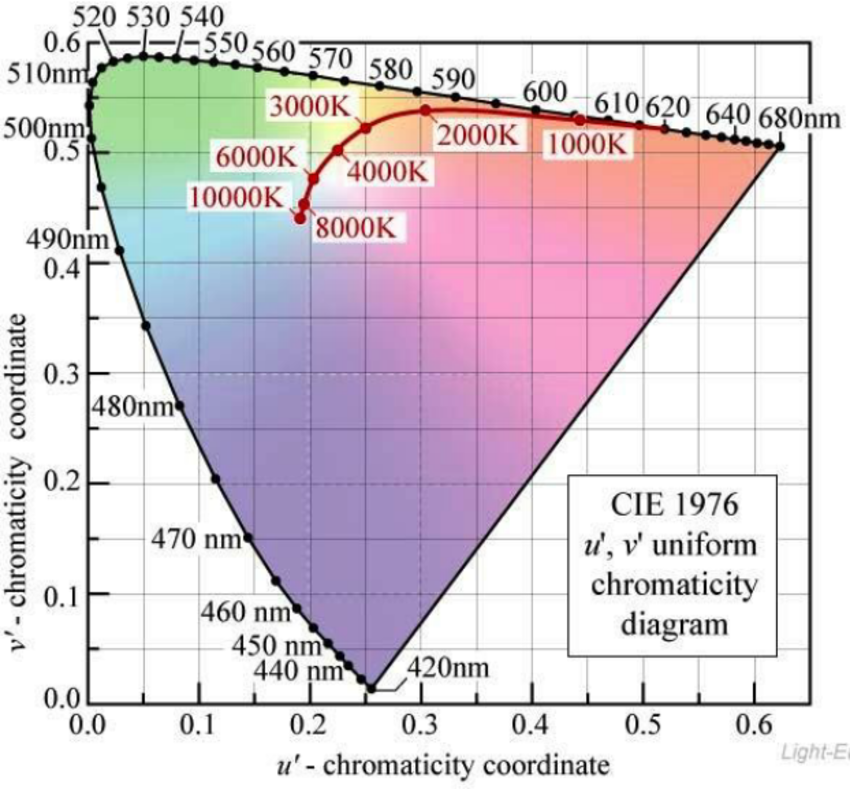 520 530 540
550 560 570 580 590 600 610 620 640 680nm
0.6
510nm
3000K
2000K
1000K
500nm
0.5
6000K
4000K
10000K
8000K
490nm
0.4
0.3
480nm
0.2
CIE 1976
u', v' uniform
chromaticity
diagram
470 nm
0.1
460 nm
450 nm
440 nm
420nm
0.0
v' - chromaticity coordinate
0.0 0.1 0.2 0.3 0.4 0.5 0.6
u' - chromaticity coordinate